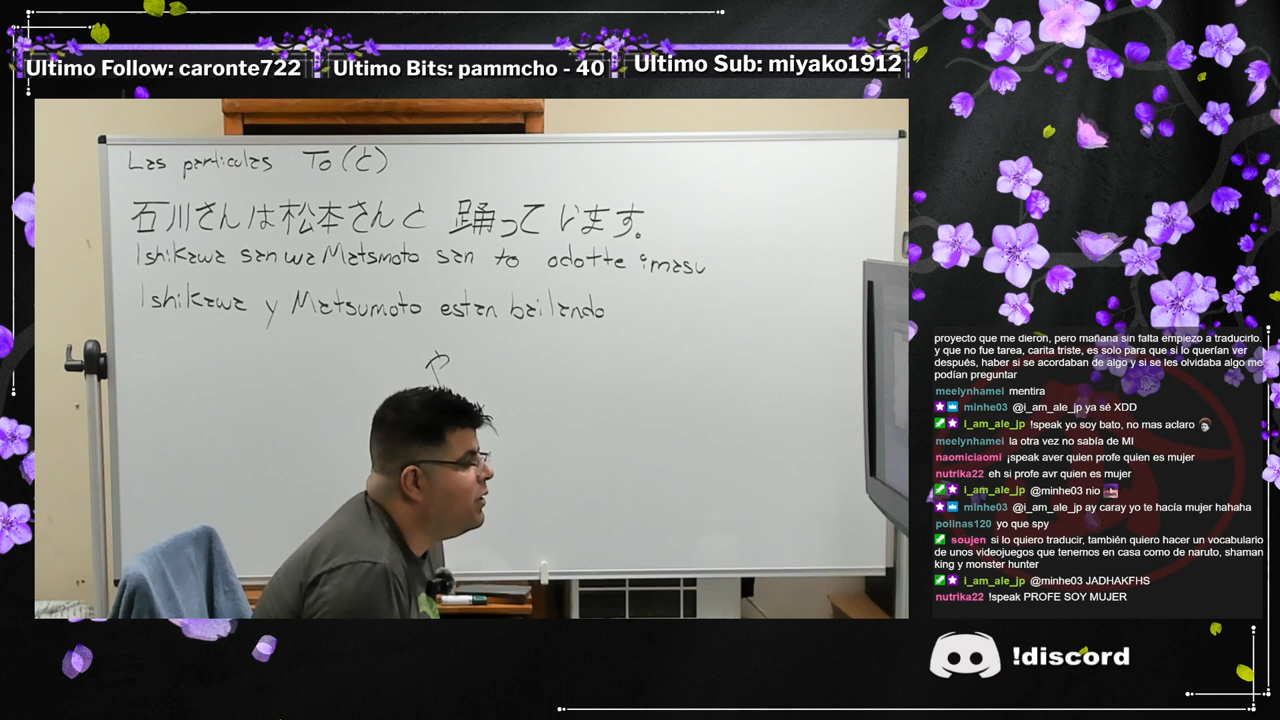 Ultimo Follow: caronte722
Ultimo Bits: pammcho - 40
Ultimo Sub: miyako1912
Las particulas To (と)
石川さんは松本さんと 踊っています。
Ishikawa san wa Matsmoto san to odotte imasu
Ishikawa y Matsumoto estan bailando
や
proyecto que me dieron, pero mañana sin falta empiezo a traducirlo.
y que no fue tarea, carita triste, es solo para que si lo querían ver
después, haber si se acordaban de algo y si se les olvidaba algo me
podían preguntar
meelynhamei mentira
minhe03 @i_am_ale_jp ya sé XDD
i_am_ale_jp !speak yo soy bato, no mas aclaro
meelynhamei la otra vez no sabía de MI
naomiciaomi ¡speak aver quien profe quien es mujer
nutrika22 eh si profe avr quien es mujer
i_am_ale_jp @minhe03 nio
minhe03 @i_am_ale_jp ay caray yo te hacía mujer hahaha
polinas120 yo que spy
soujen si lo quiero traducir, también quiero hacer un vocabulario
de unos videojuegos que tenemos en casa como de naruto, shaman
king y monster hunter
i_am_ale_jp @minhe03 JADHAKFHS
nutrika22 !speak PROFE SOY MUJER
!discord